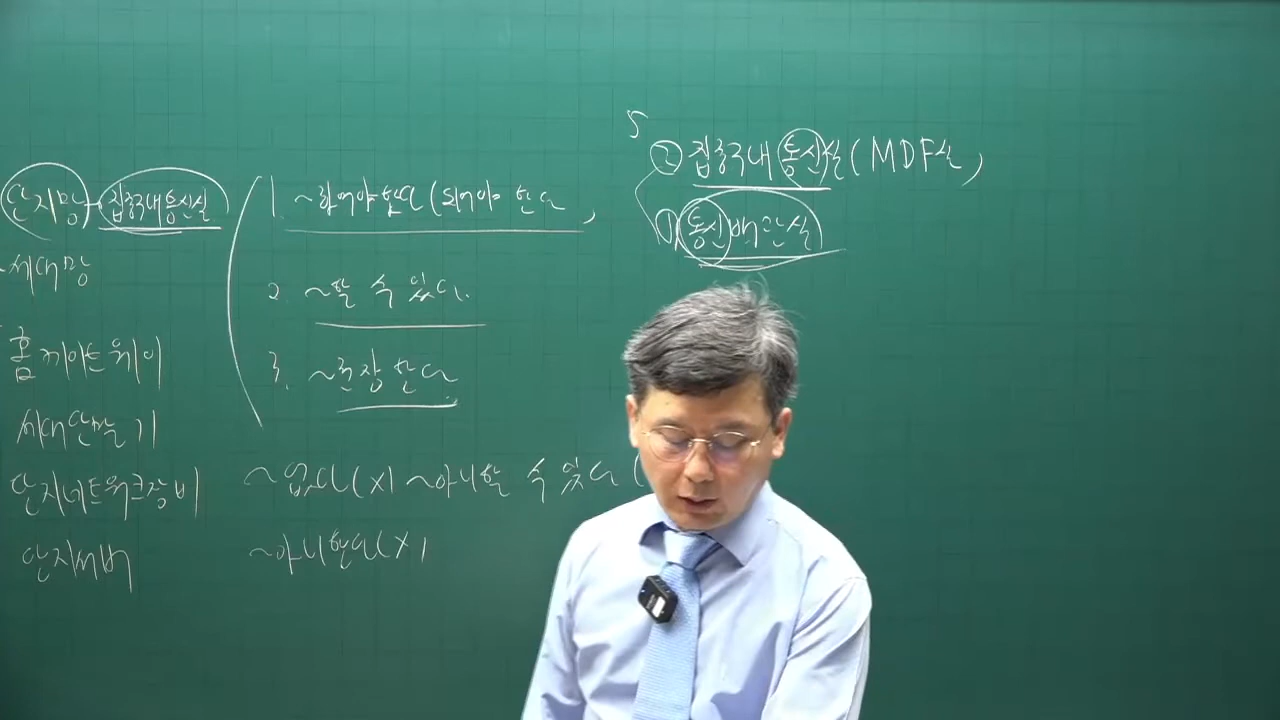 단지망 - 집중구내통신실
세대망
홈게이트웨이
세대단말기
단지네트워크장비
단지서버
1. ~하여야 한다 (되어야 한다)
2. ~할 수 있다.
3. ~권장한다
~없다(X) ~아니할 수 있다 (
~아니한다(X)
5
② 집중구내통신실(MDF실)
① 통신배관실